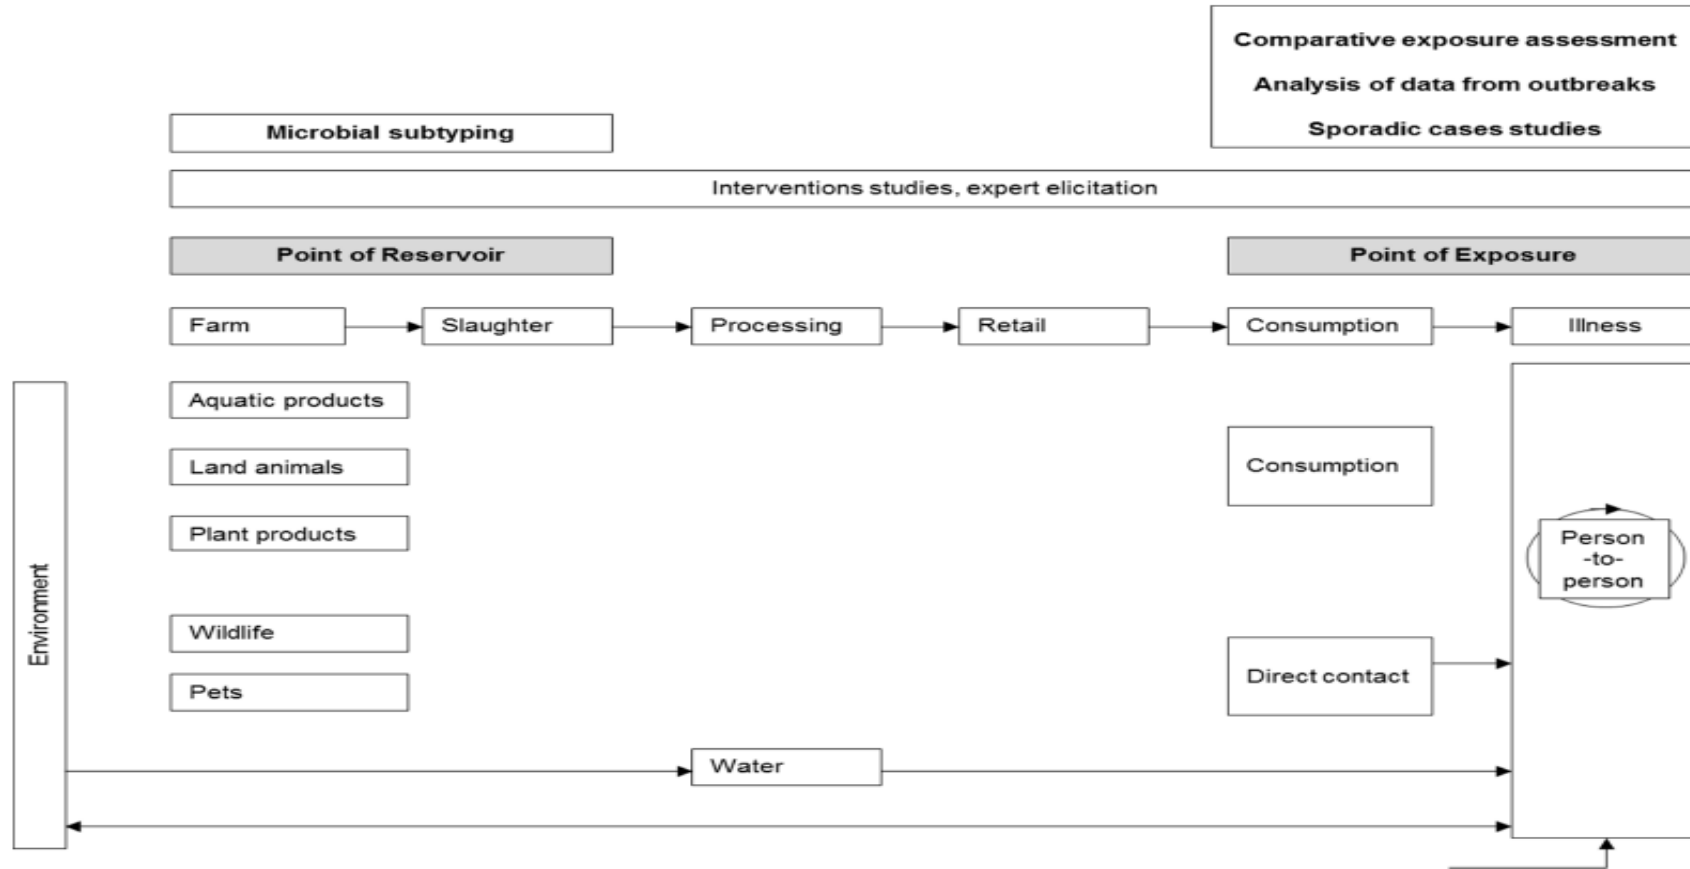 Comparative exposure assessment
Analysis of data from outbreaks
Sporadic cases studies
Microbial subtyping
Interventions studies, expert elicitation
Point of Reservoir
Point of Exposure
Farm
Slaughter
Processing
Retail
Consumption
Illness
Aquatic products
Land animals
Plant products
Wildlife
Pets
Environment
Consumption
Direct contact
Person
-to-
person
Water